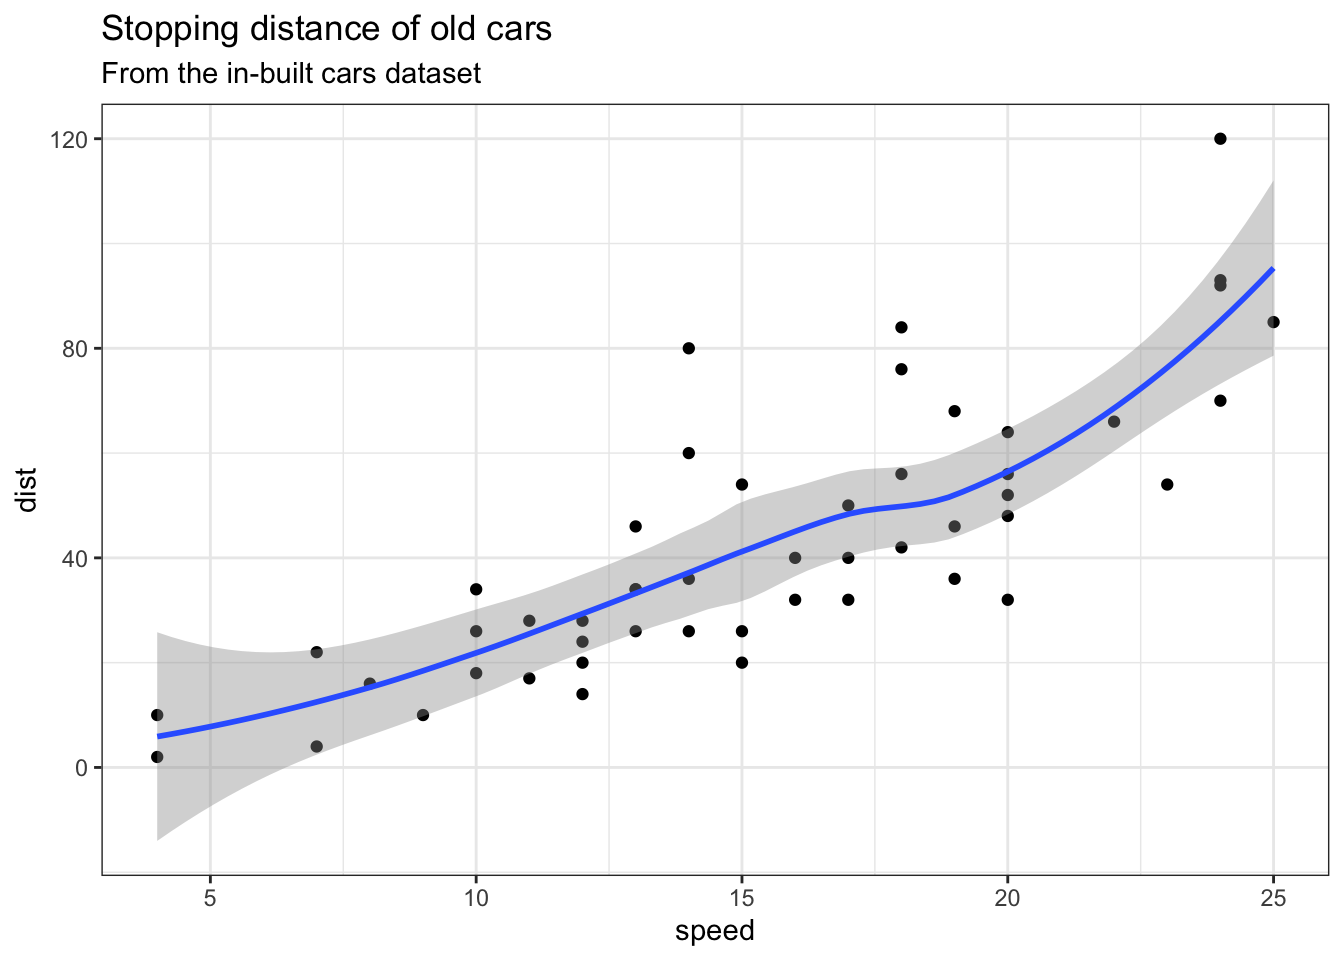 Stopping distance of old cars
From the in-built cars dataset
120
80
40
0
dist
5 10 15 20 25
speed